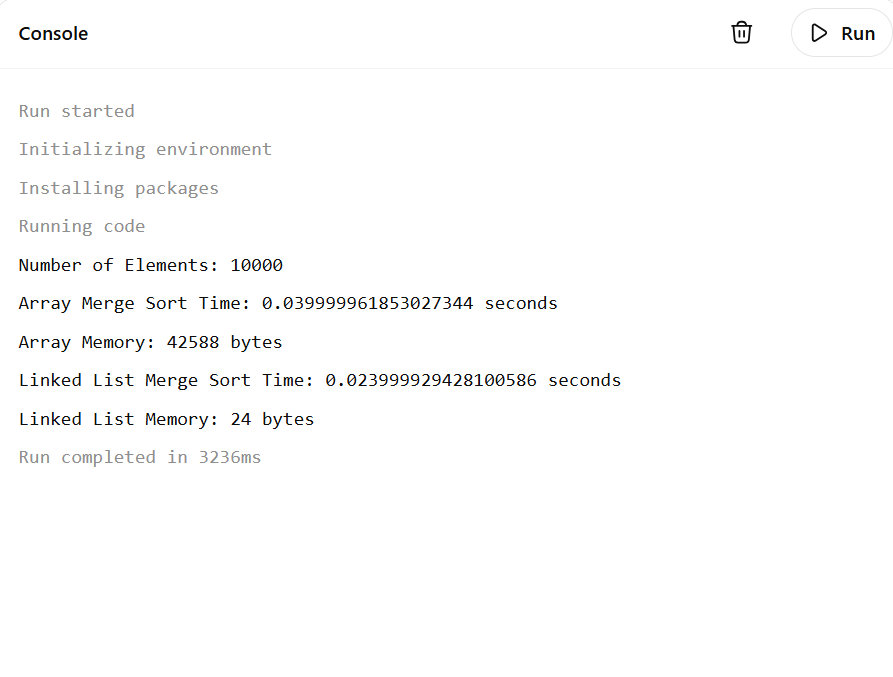 Console
Run
Run started
Initializing environment
Installing packages
Running code
Number of Elements: 10000
Array Merge Sort Time: 0.039999961853027344 seconds
Array Memory: 42588 bytes
Linked List Merge Sort Time: 0.023999929428100586 seconds
Linked List Memory: 24 bytes
Run completed in 3236ms